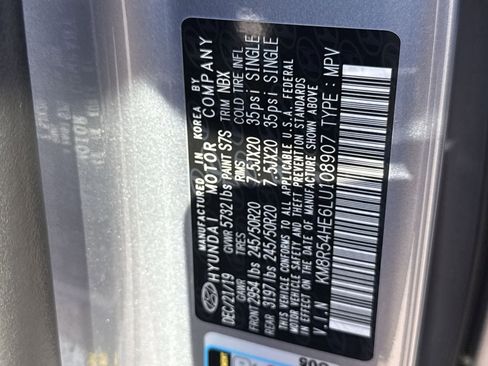 MANUFACTURED IN KOREA BY
HYUNDAI MOTOR COMPANY
DEC/21/19 GVWR 5732 lbs PAINT S7S TRIM NBX
GAWR TIRES RIMS COLD TIRE INFL
FRONT 2954 lbs 245/50R20 7.5JX20 35psi SINGLE
REAR 3197 lbs 245/50R20 7.5JX20 35psi SINGLE
THIS VEHICLE CONFORMS TO ALL APPLICABLE U.S.A. FEDERAL
MOTOR VEHICLE SAFETY AND THEFT PREVENTION STANDARDS
IN EFFECT ON THE DATE OF MANUFACTURE SHOWN ABOVE
V.I.N KM8R54HE6LU108907 TYPE : MPV